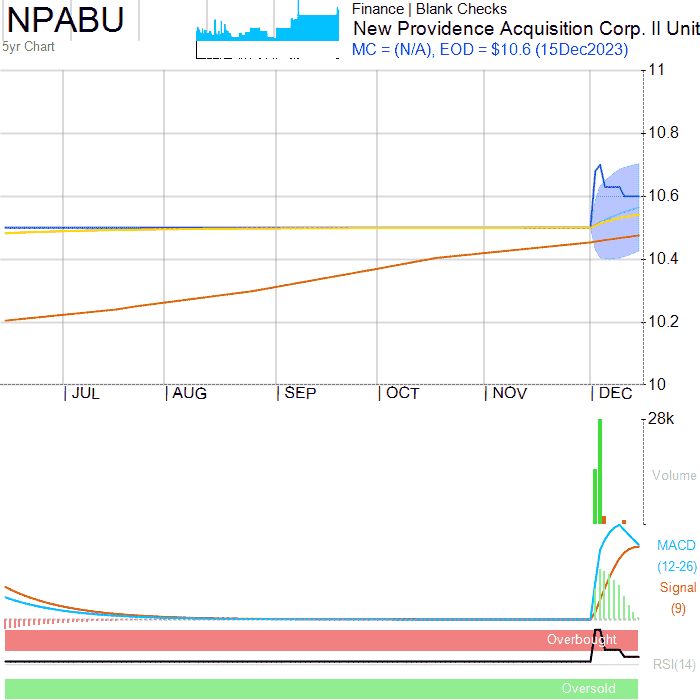 NPABU
5yr Chart
Finance | Blank Checks
New Providence Acquisition Corp. II Unit
MC = (N/A), EOD = $10.6 (15Dec2023)
11
10.8
10.6
10.4
10.2
10
JUL AUG SEP OCT NOV DEC
28k
Volume
MACD
(12-26)
Signal
(9)
Overbought
RSI(14)
Oversold